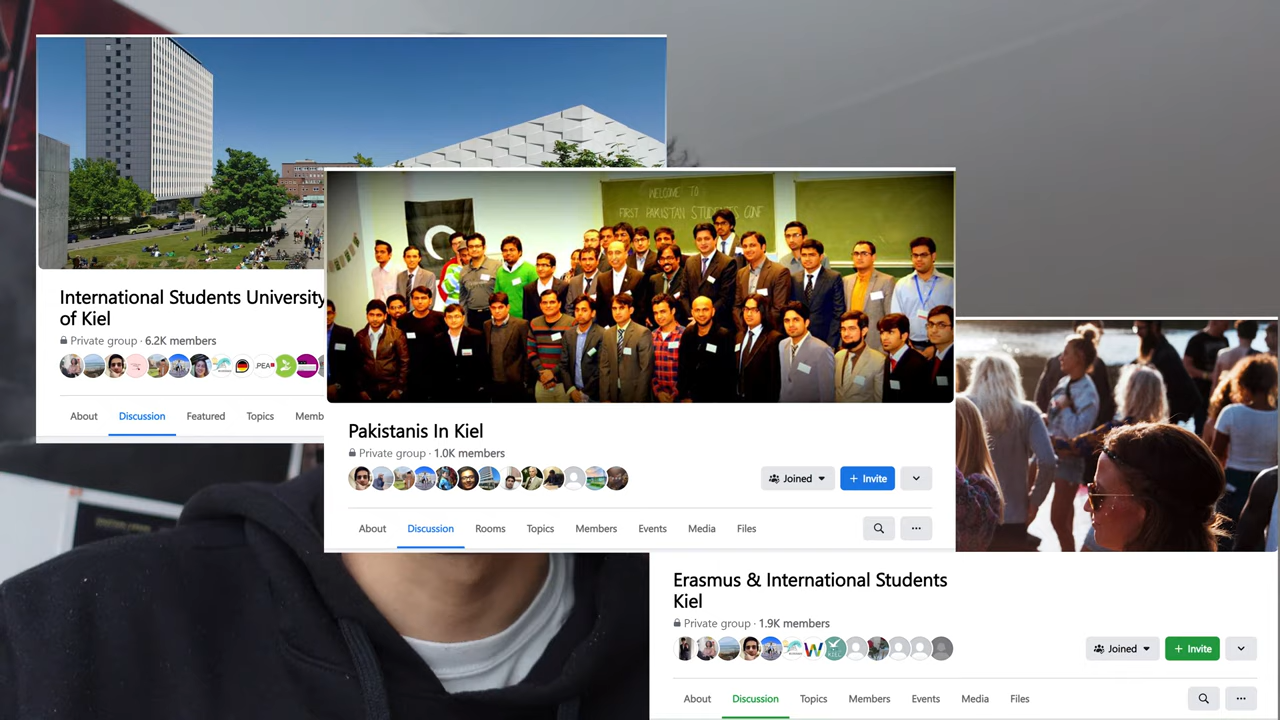 International Students University
of Kiel
Private group · 6.2K members
About
Discussion
Featured
Topics
Memb
WELCOME TO
FIRST PAKISTAN STUDENTS CONF
Pakistanis In Kiel
Private group · 1.0K members
Joined
+ Invite
About
Discussion
Rooms
Topics
Members
Events
Media
Files
Erasmus & International Students
Kiel
Private group · 1.9K members
Joined
+ Invite
About
Discussion
Topics
Members
Events
Media
Files